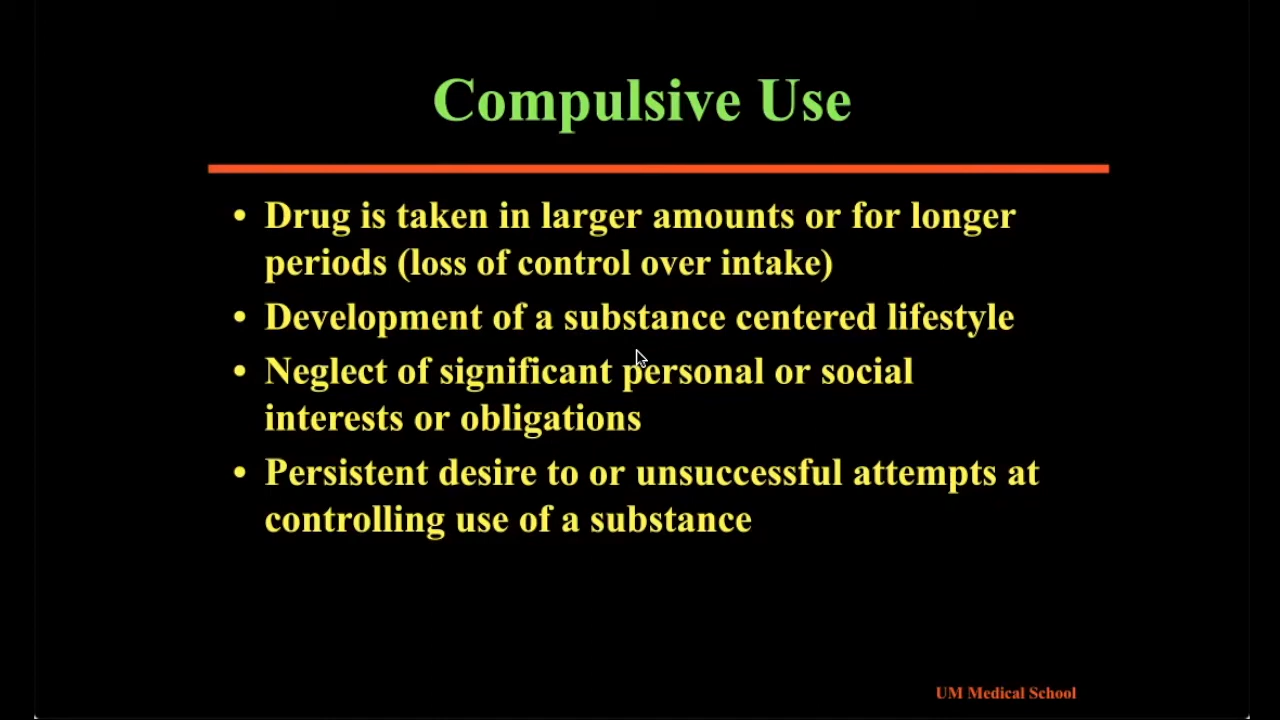 Compulsive Use
• Drug is taken in larger amounts or for longer
periods (loss of control over intake)
• Development of a substance centered lifestyle
• Neglect of significant personal or social
interests or obligations
• Persistent desire to or unsuccessful attempts at
controlling use of a substance
UM Medical School